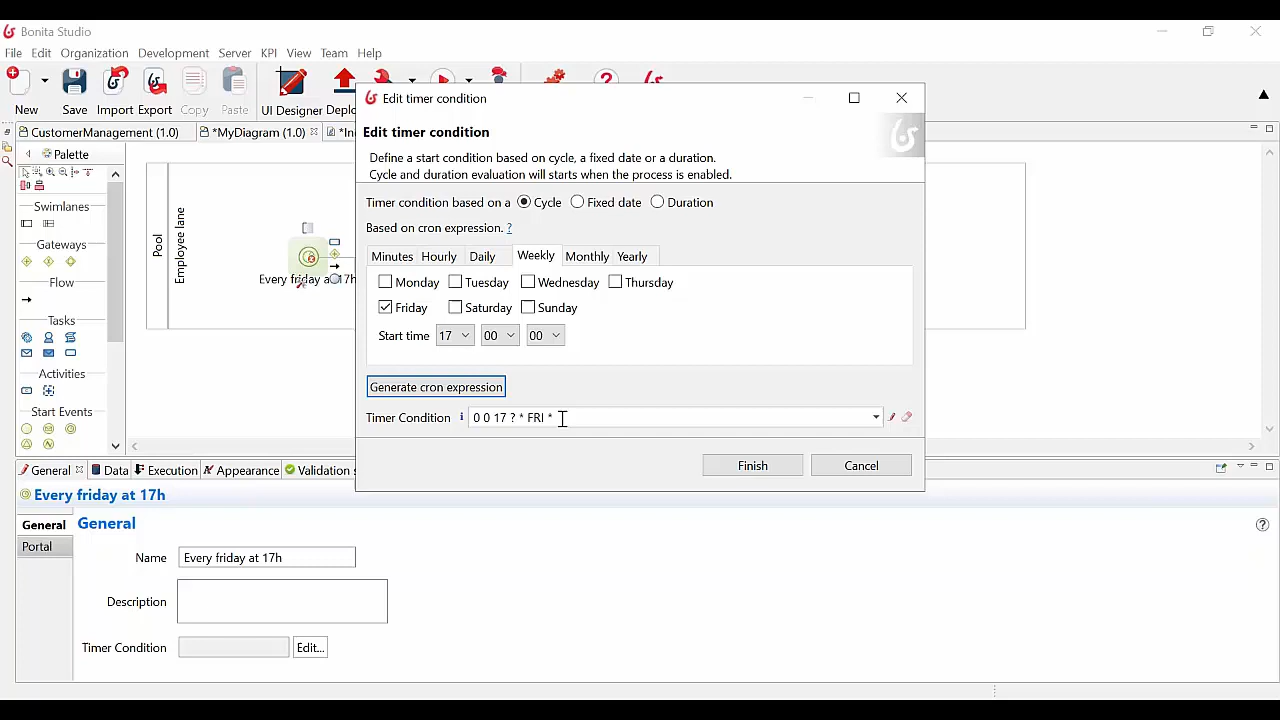 Bonita Studio
File Edit Organization Development Server KPI View Team Help
New Save Import Export Copy Paste UI Designer
CustomerManagement (1.0) *MyDiagram (1.0)
Edit timer condition
Edit timer condition
Define a start condition based on cycle, a fixed date or a duration.
Cycle and duration evaluation will starts when the process is enabled.
Timer condition based on a Cycle Fixed date Duration
Based on cron expression. ?
Minutes Hourly Daily Weekly Monthly Yearly
Monday Tuesday Wednesday Thursday
Friday Saturday Sunday
Start time 17 00 00
Generate cron expression
Timer Condition 0 0 17 ? * FRI *
Finish Cancel
Palette
Swimlanes
Gateways
Flow
Tasks
Activities
Start Events
Pool
Employee lane
Every friday at 17h
General Data Execution Appearance Validation
Every friday at 17h
General General
Portal
Name Every friday at 17h
Description
Timer Condition Edit...